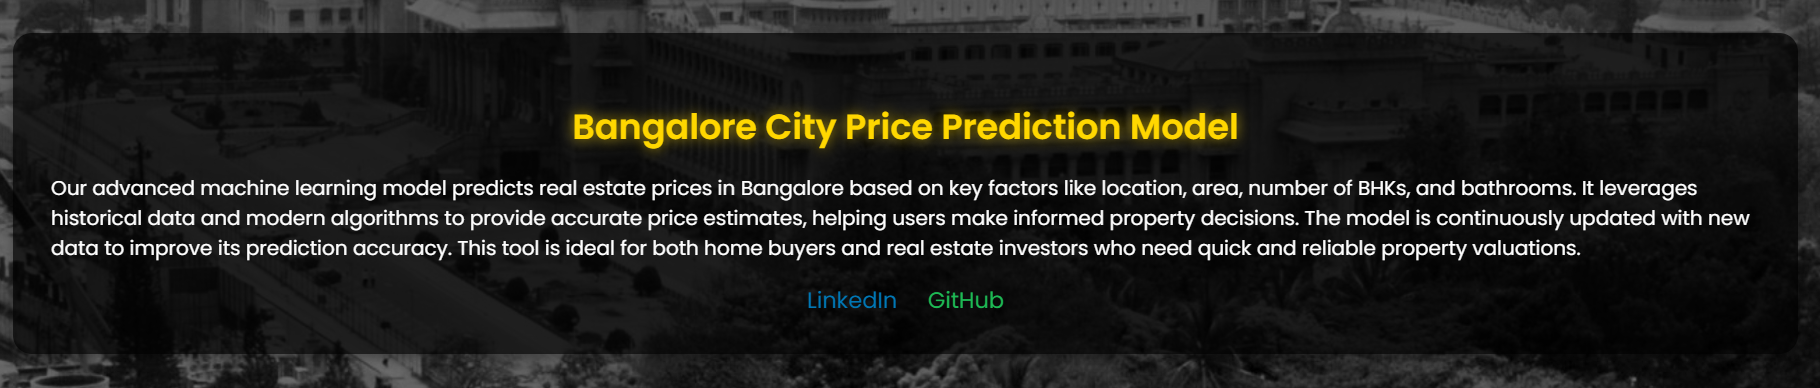 Bangalore City Price Prediction Model
Our advanced machine learning model predicts real estate prices in Bangalore based on key factors like location, area, number of BHKs, and bathrooms. It leverages
historical data and modern algorithms to provide accurate price estimates, helping users make informed property decisions. The model is continuously updated with new
data to improve its prediction accuracy. This tool is ideal for both home buyers and real estate investors who need quick and reliable property valuations.
LinkedIn GitHub